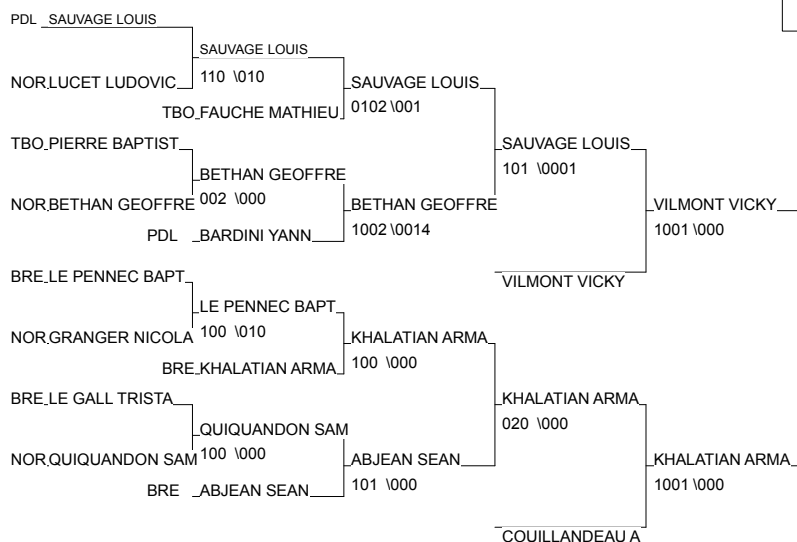 PDL SAUVAGE LOUIS
SAUVAGE LOUIS
110 \010
NOR LUCET LUDOVIC
SAUVAGE LOUIS
0102 \001
TBO FAUCHE MATHIEU
TBO PIERRE BAPTIST
SAUVAGE LOUIS
101 \0001
BETHAN GEOFFRE
002 \000
NOR BETHAN GEOFFRE
BETHAN GEOFFRE
1002 \0014
VILMONT VICKY
1001 \000
PDL BARDINI YANN
BRE LE PENNEC BAPT
VILMONT VICKY
LE PENNEC BAPT
100 \010
NOR GRANGER NICOLA
KHALATIAN ARMA
100 \000
BRE KHALATIAN ARMA
BRE LE GALL TRISTA
KHALATIAN ARMA
020 \000
QUIQUANDON SAM
100 \000
NOR QUIQUANDON SAM
ABJEAN SEAN
101 \000
KHALATIAN ARMA
1001 \000
BRE ABJEAN SEAN
COUILLANDEAU A